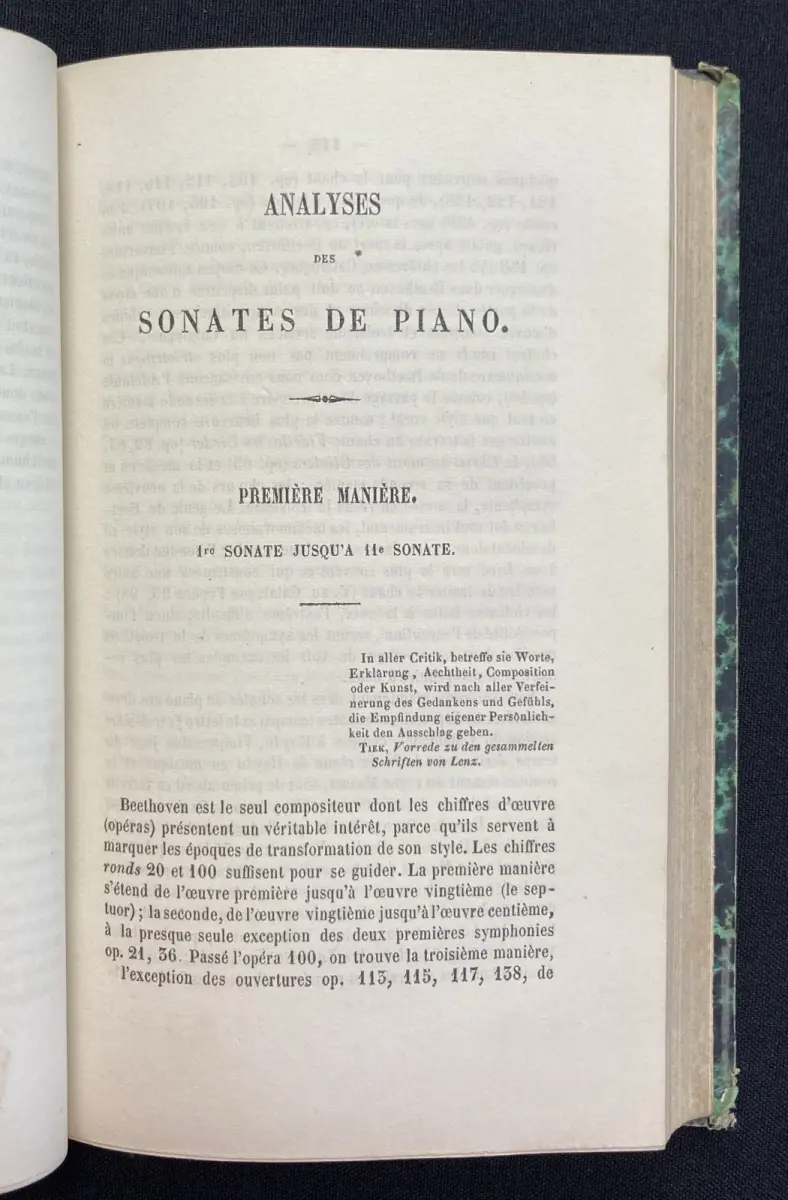 ANALYSES
DES
SONATES DE PIANO.
PREMIÈRE MANIÈRE.
1re SONATE JUSQU'A 11e SONATE.
In aller Critik, betreffe sie Worte,
Erklärung, Aechtheit, Composition
oder Kunst, wird nach aller Verfei-
nerung des Gedankens und Gefühls,
die Empfindung eigener Persönlich-
keit den Ausschlag geben.
TIEK, Vorrede zu den gesammelten
Schriften von Lenz.
Beethoven est le seul compositeur dont les chiffres d'œuvre
(opéras) présentent un véritable intérêt, parce qu'ils servent à
marquer les époques de transformation de son style. Les chiffres
ronds 20 et 100 suffisent pour se guider. La première manière
s'étend de l'œuvre première jusqu'à l'œuvre vingtième (le sep-
tuor); la seconde, de l'œuvre vingtième jusqu'à l'œuvre centième,
à la presque seule exception des deux premières symphonies
op. 21, 36. Passé l'opéra 100, on trouve la troisième manière,
l'exception des ouvertures op. 113, 115, 117, 138, de